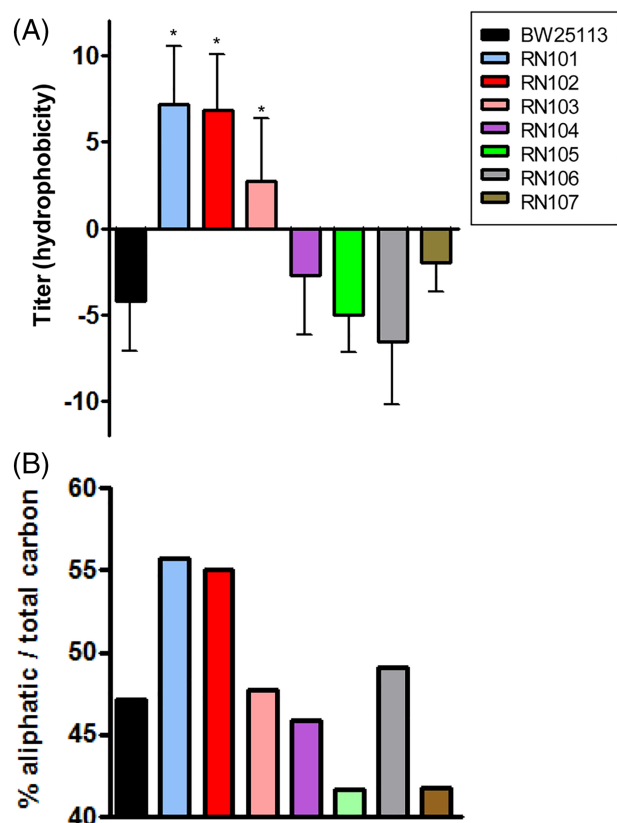 (A)
Titer (hydrophobicity)
10
5
0
-5
-10
*
*
*
BW25113
RN101
RN102
RN103
RN104
RN105
RN106
RN107
(B)
% aliphatic / total carbon
60
55
50
45
40